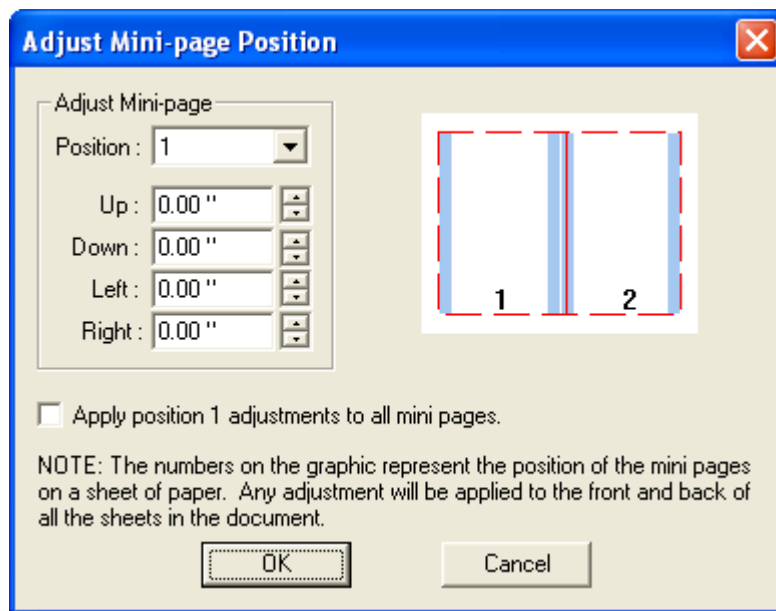 Adjust Mini-page Position
Adjust Mini-page
Position : 1
Up : 0.00 "
Down : 0.00 "
Left : 0.00 "
Right : 0.00 "
1 2
Apply position 1 adjustments to all mini pages.
NOTE: The numbers on the graphic represent the position of the mini pages
on a sheet of paper.  Any adjustment will be applied to the front and back of
all the sheets in the document.
OK Cancel